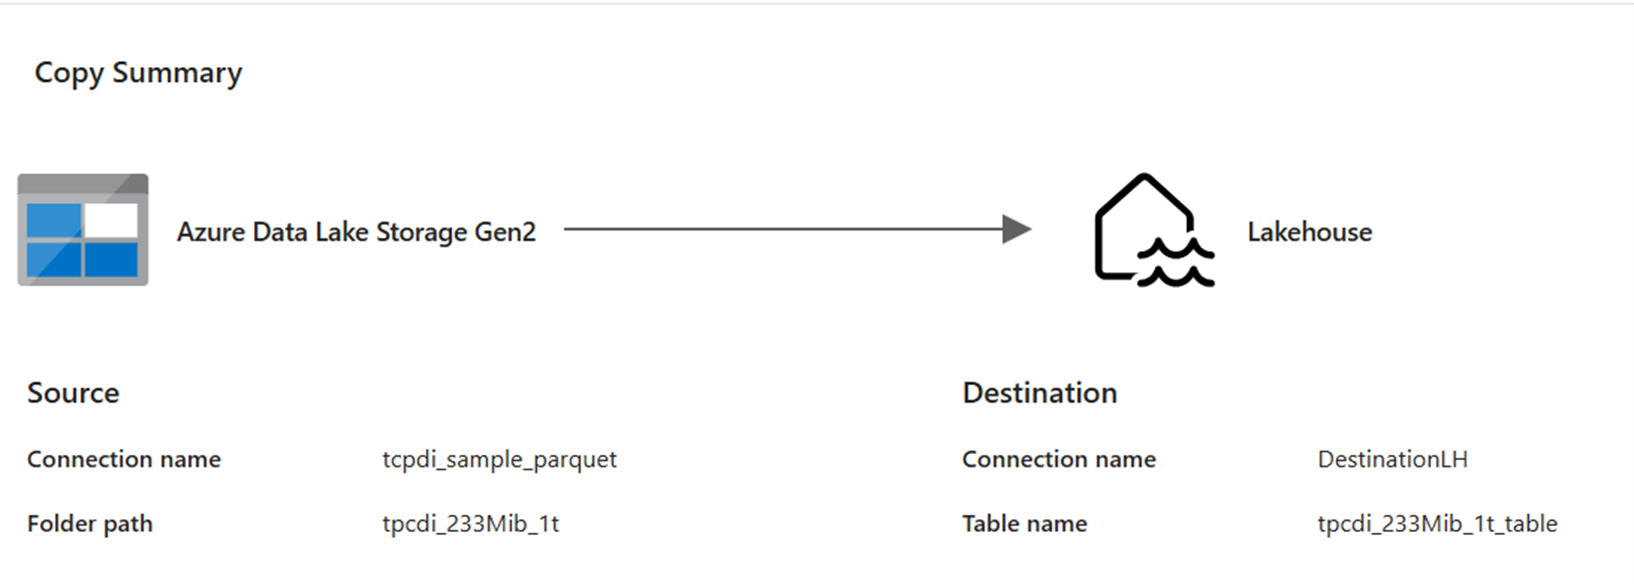 Copy Summary
Azure Data Lake Storage Gen2
Lakehouse
Source
Connection name tcpdi_sample_parquet
Folder path tpcdi_233Mib_1t
Destination
Connection name DestinationLH
Table name tpcdi_233Mib_1t_table